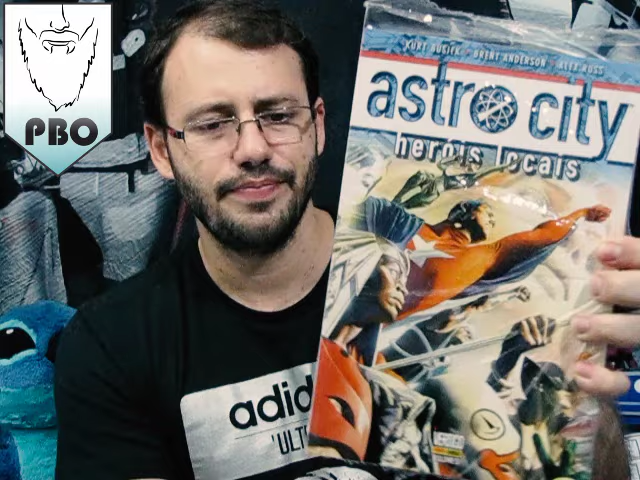 PBO
KURT BUSIEK • BRENT ANDERSON • ALEX ROSS
astro city
heróis locais
adid
ULT